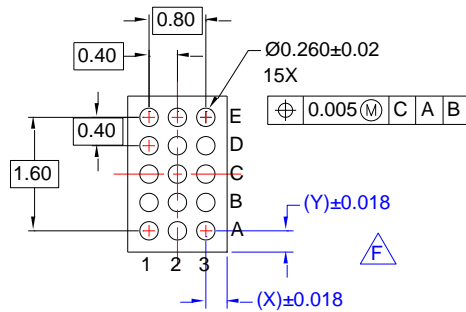 0.80
0.40
Ø0.260±0.02
15X
⌖ 0.005 Ⓜ C A B
E
0.40
D
1.60
C
B
(Y)±0.018
A
F
1 2 3
(X)±0.018